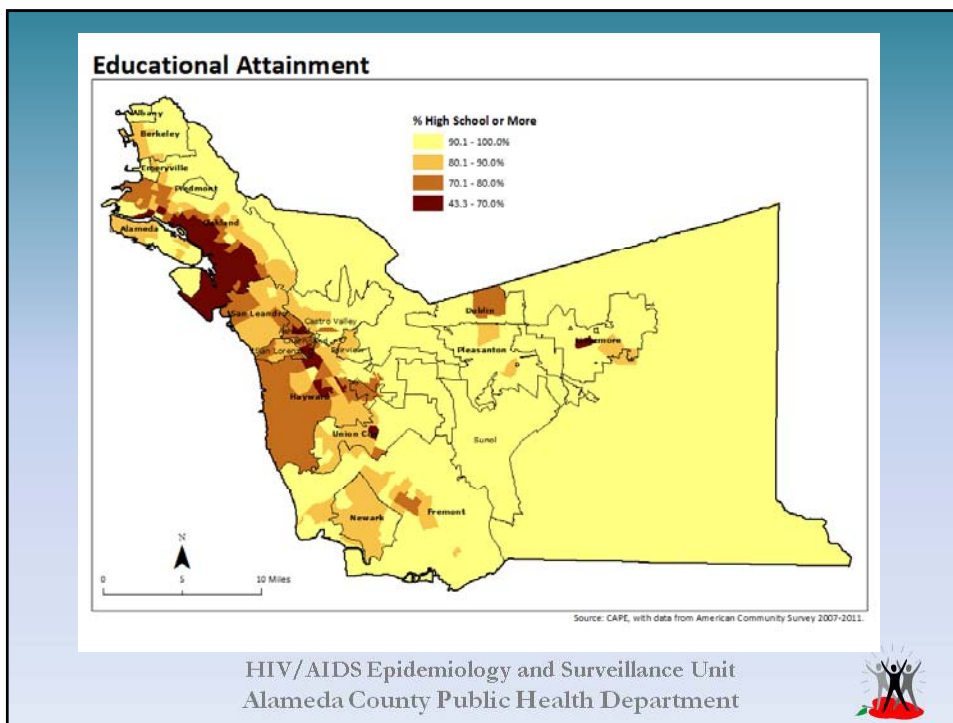 Educational Attainment
% High School or More
90.1 - 100.0%
80.1 - 90.0%
70.1 - 80.0%
43.3 - 70.0%
Albany
Berkeley
Emeryville
Piedmont
Oakland
Alameda
San Leandro
Castro Valley
San Lorenzo
Fairview
Hayward
Union City
Dublin
Pleasanton
Livermore
Sunol
Newark
Fremont
N
0 5 10 Miles
Source: CAPE, with data from American Community Survey 2007-2011.
HIV/AIDS Epidemiology and Surveillance Unit
Alameda County Public Health Department